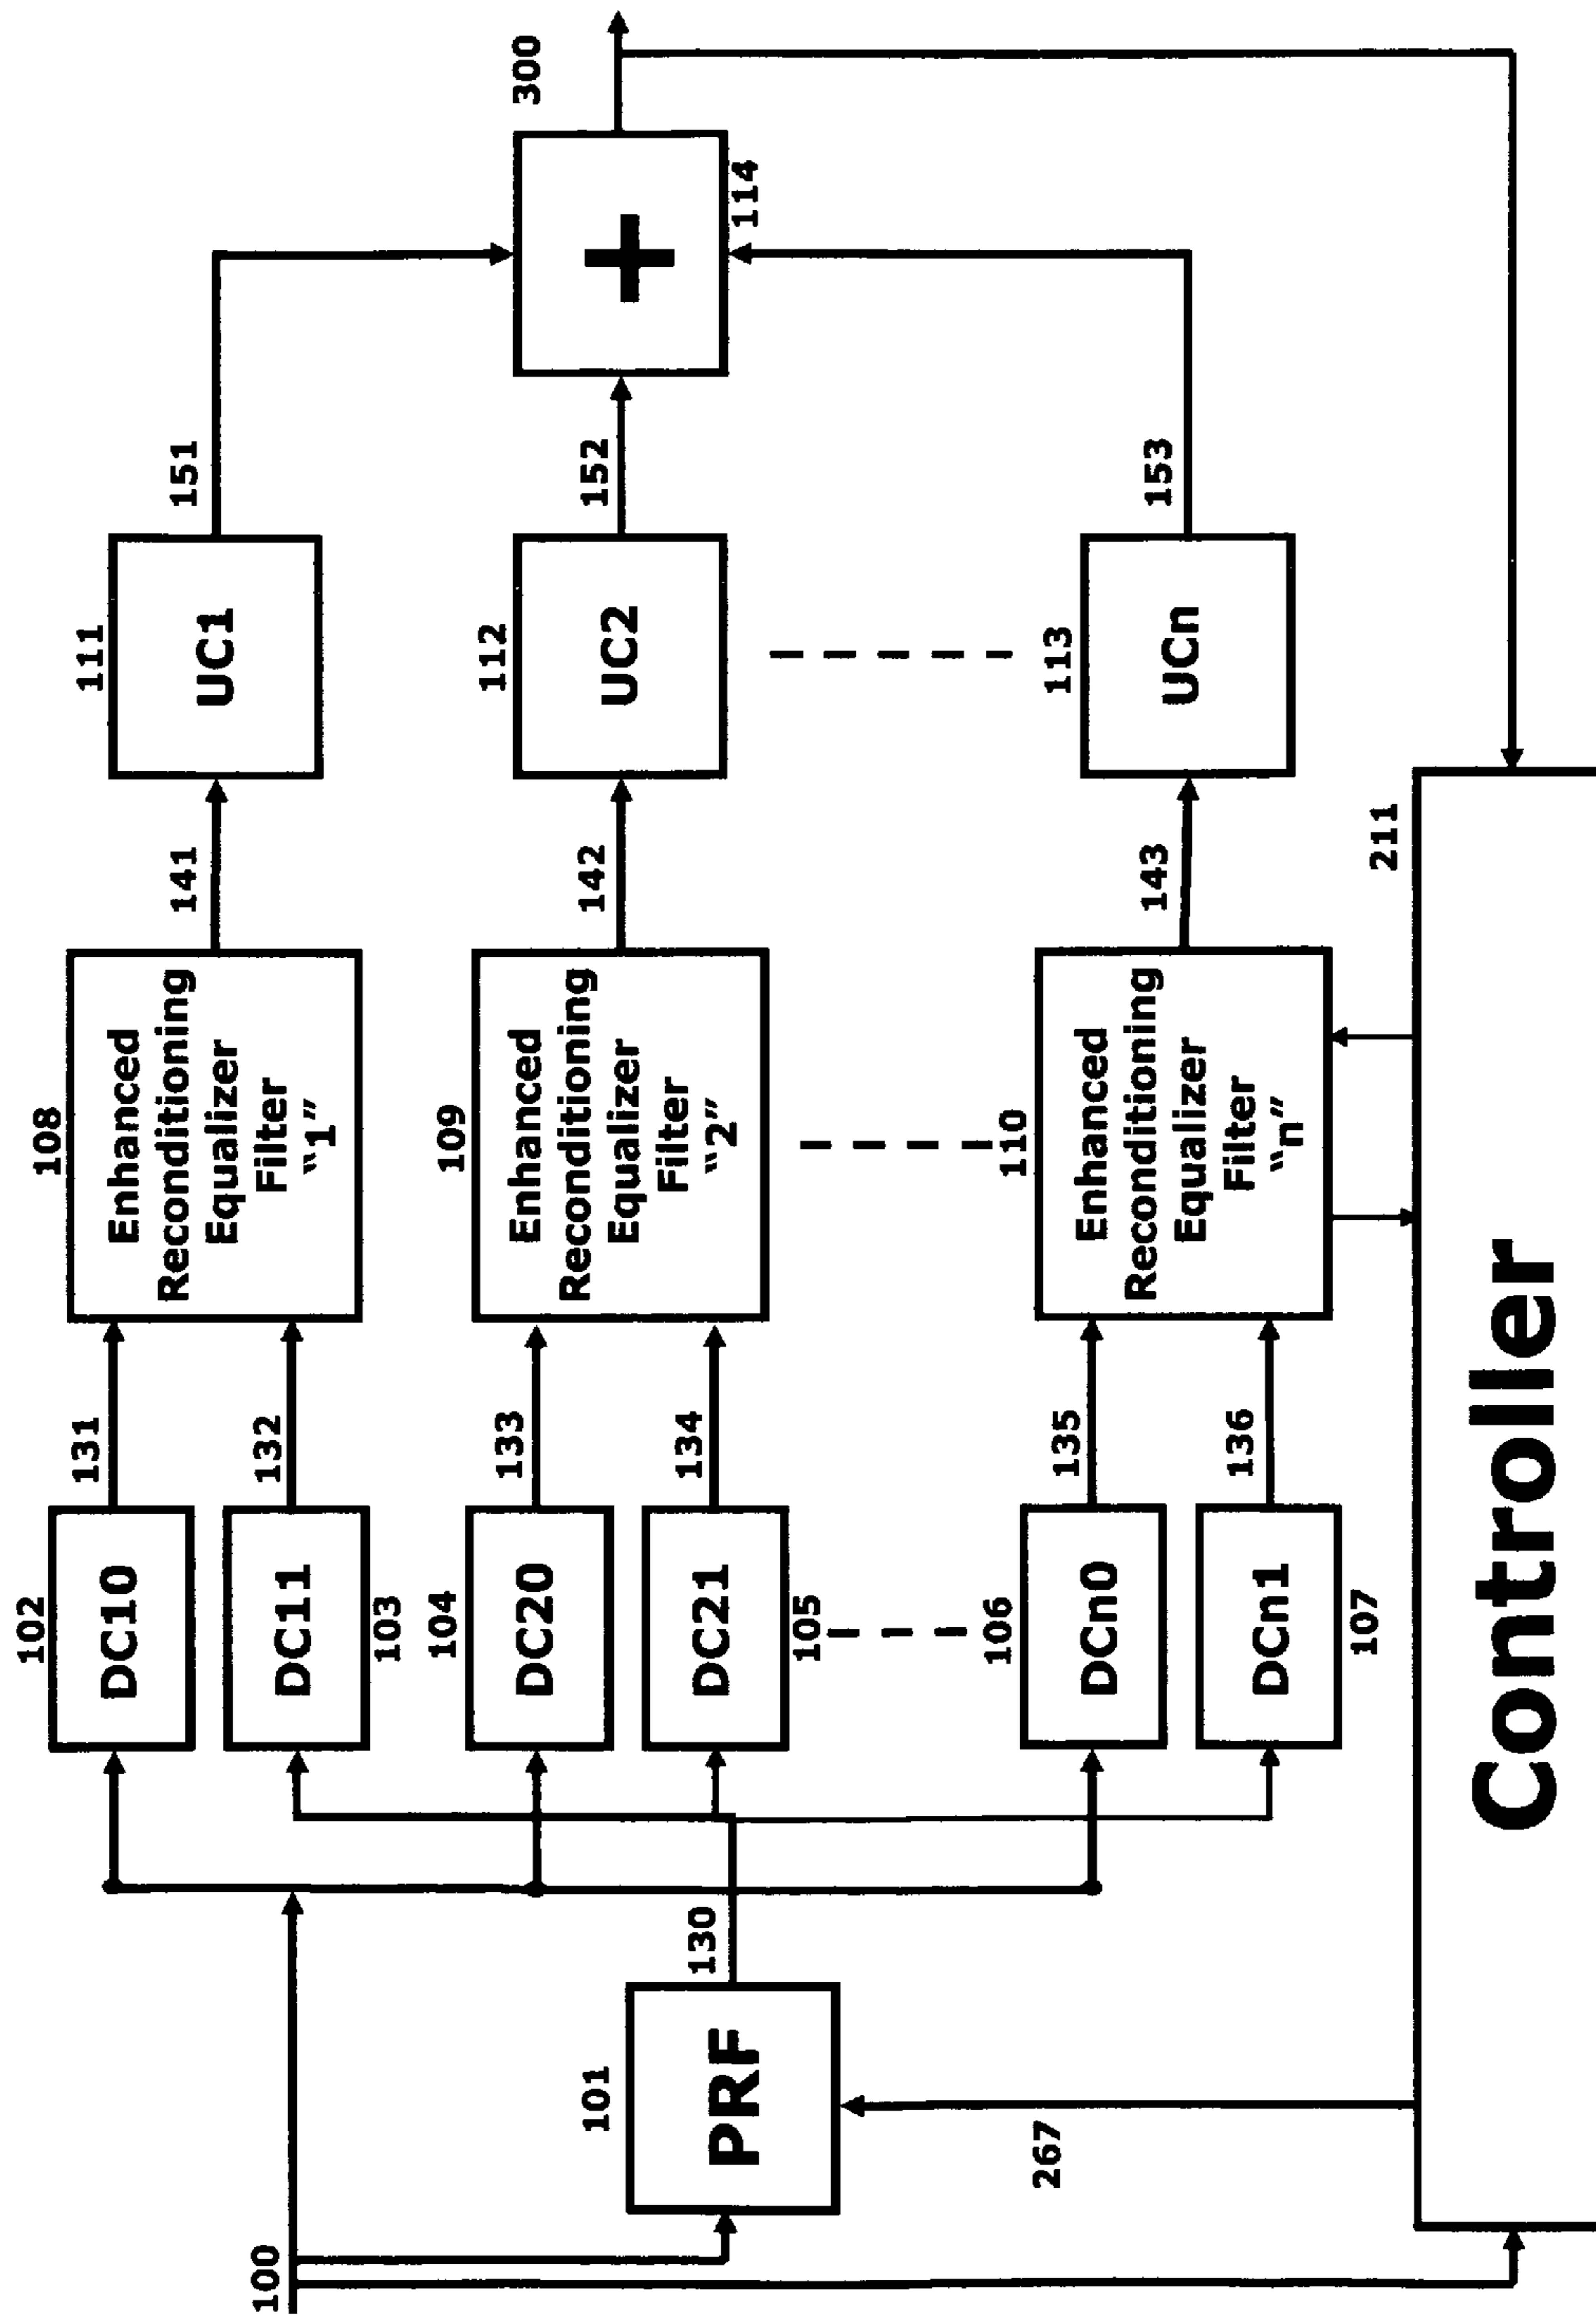 100
101
PRF
267
130
102
DC10
DC11
103
104
DC20
DC21
105
106
DCn0
DCn1
107
131
132
133
134
135
136
108
Enhanced
Reconditioning
Equalizer
Filter
“1”
109
Enhanced
Reconditioning
Equalizer
Filter
“2”
110
Enhanced
Reconditioning
Equalizer
Filter
“n”
141
142
143
111
UC1
112
UC2
113
UCn
151
152
153
+
114
300
211
Controller